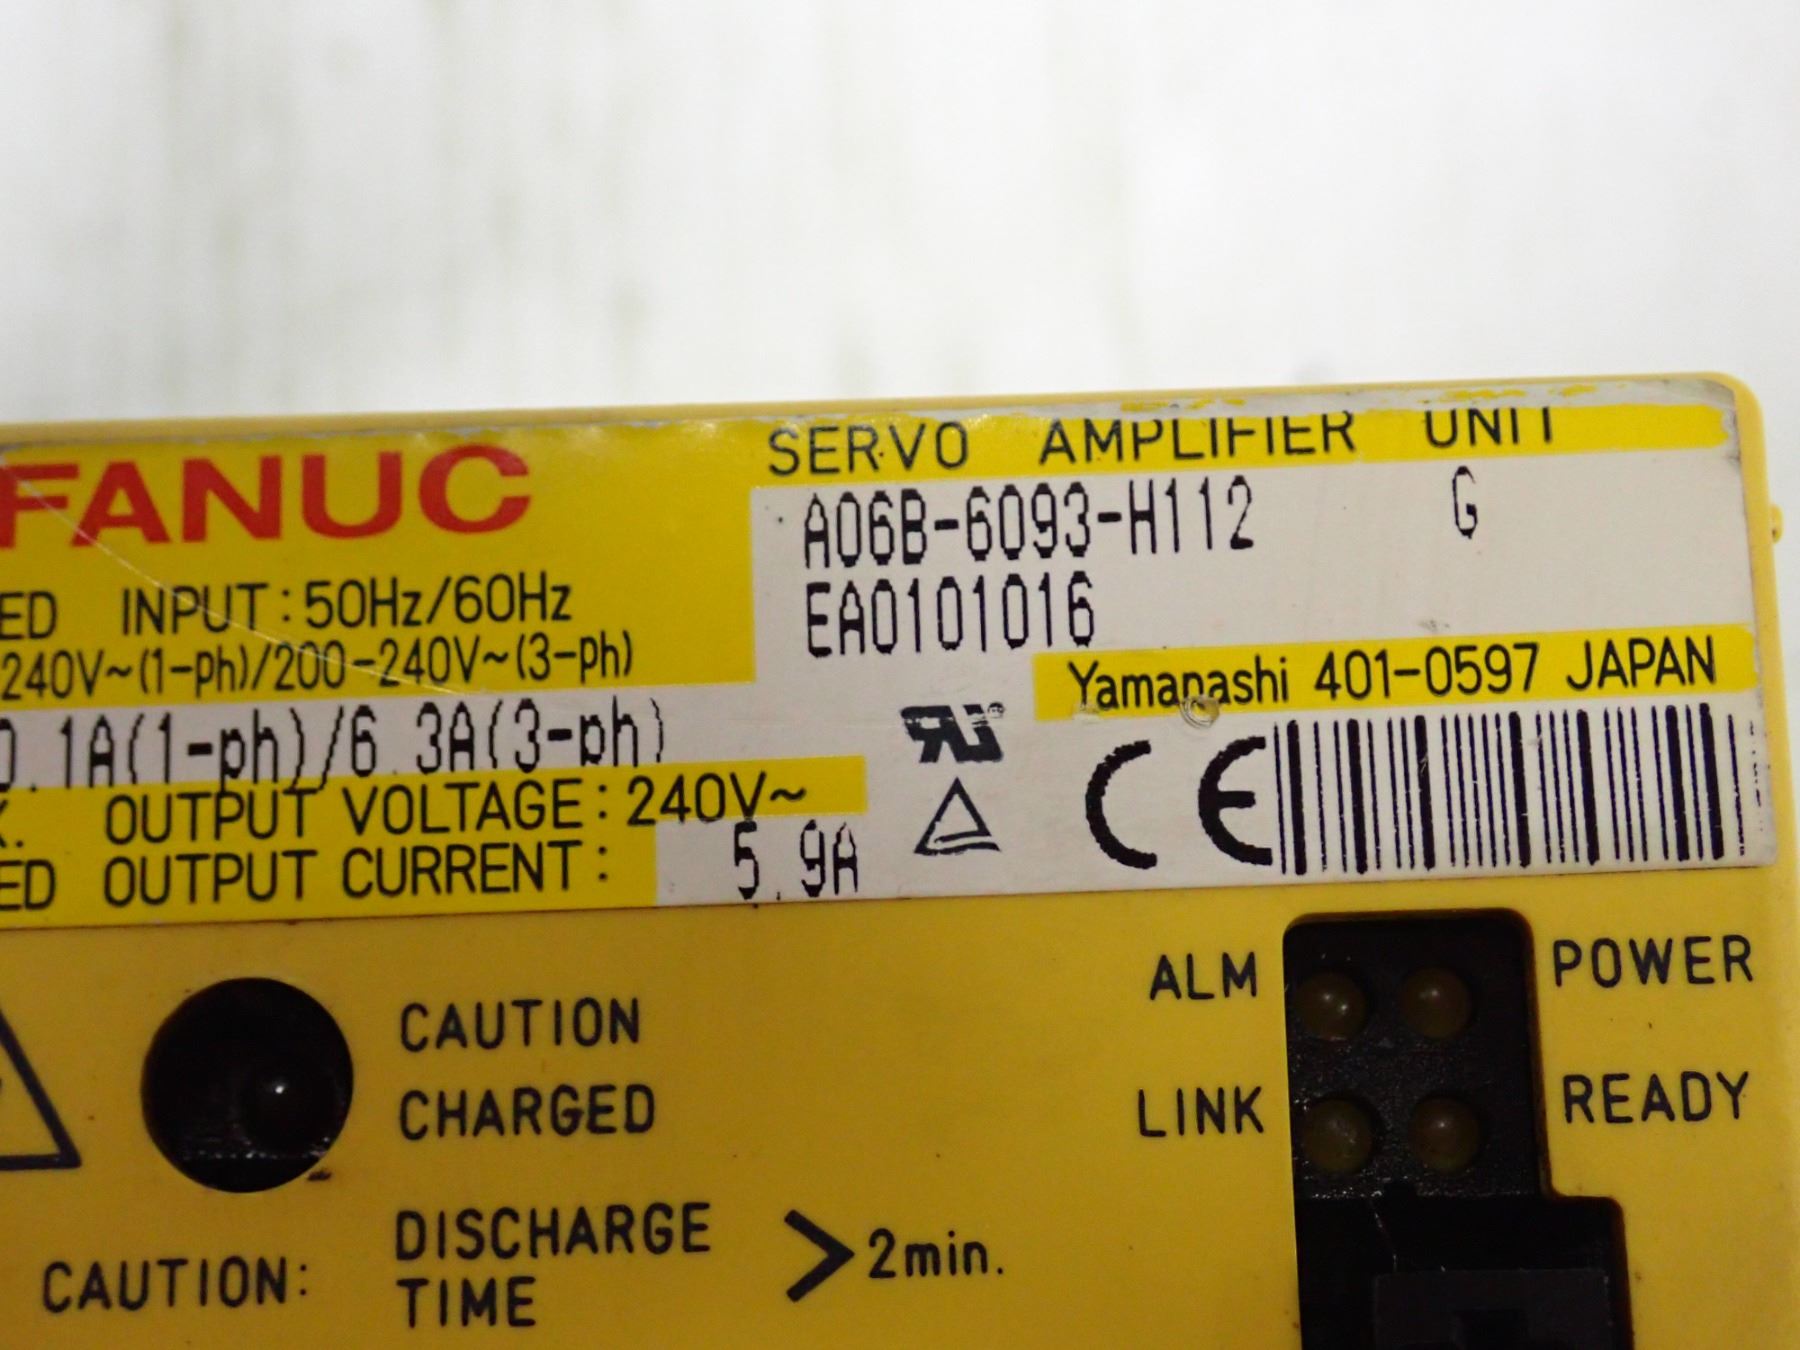 FANUC
SERVO AMPLIFIER UNIT
A06B-6093-H112 G
EA0101016
INPUT:50Hz/60Hz
240V~(1-ph)/200-240V~(3-ph)
.1A(1-ph)/6.3A(3-ph)
Yamanashi 401-0597 JAPAN
OUTPUT VOLTAGE:240V~
OUTPUT CURRENT: 5.9A
CE
ALM POWER
LINK READY
CAUTION
CHARGED
CAUTION: DISCHARGE TIME > 2min.